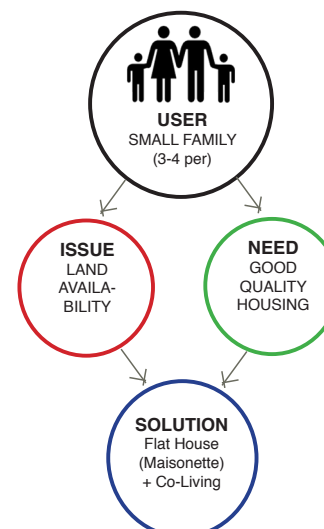 USER
SMALL FAMILY
(3-4 per)
ISSUE
LAND
AVAILA-
BILITY
NEED
GOOD
QUALITY
HOUSING
SOLUTION
Flat House
(Maisonette)
+ Co-Living